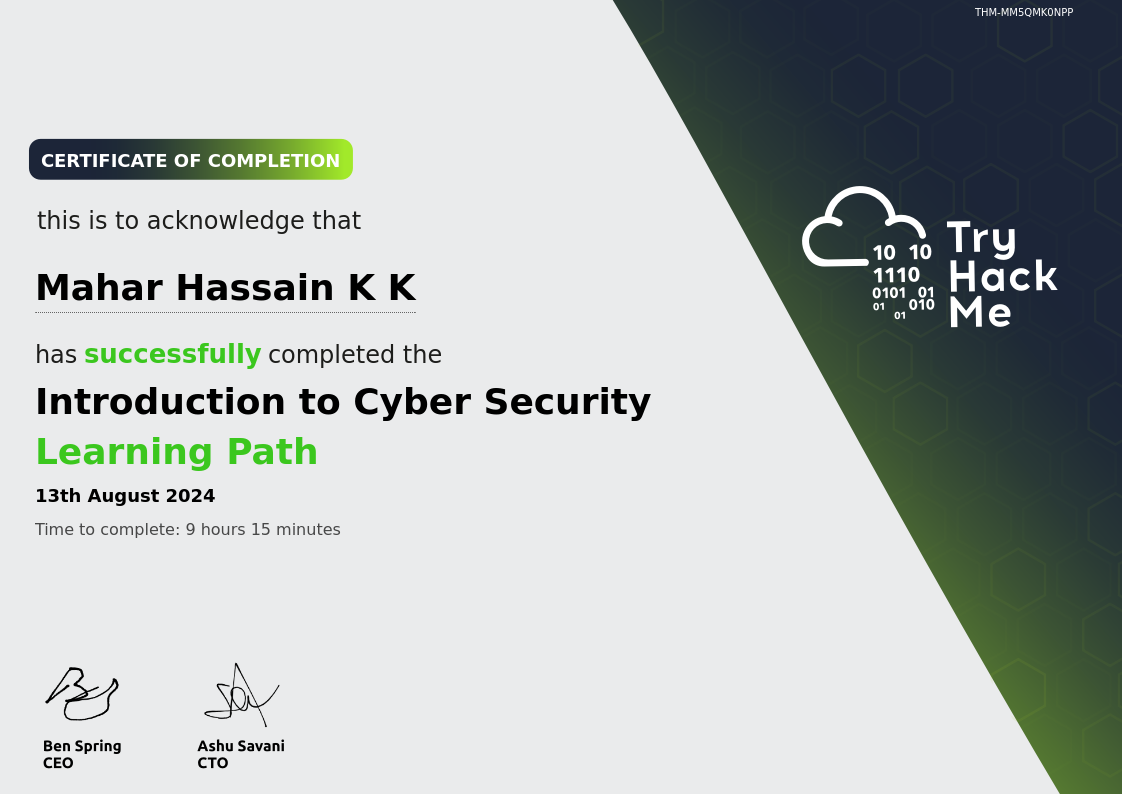 THM-MM5QMK0NPP
CERTIFICATE OF COMPLETION
this is to acknowledge that
Mahar Hassain K K
has successfully completed the
Introduction to Cyber Security
Learning Path
13th August 2024
Time to complete: 9 hours 15 minutes
10 10
1110
0101 01
01 010
01
Try
Hack
Me
Ben Spring
CEO
Ashu Savani
CTO